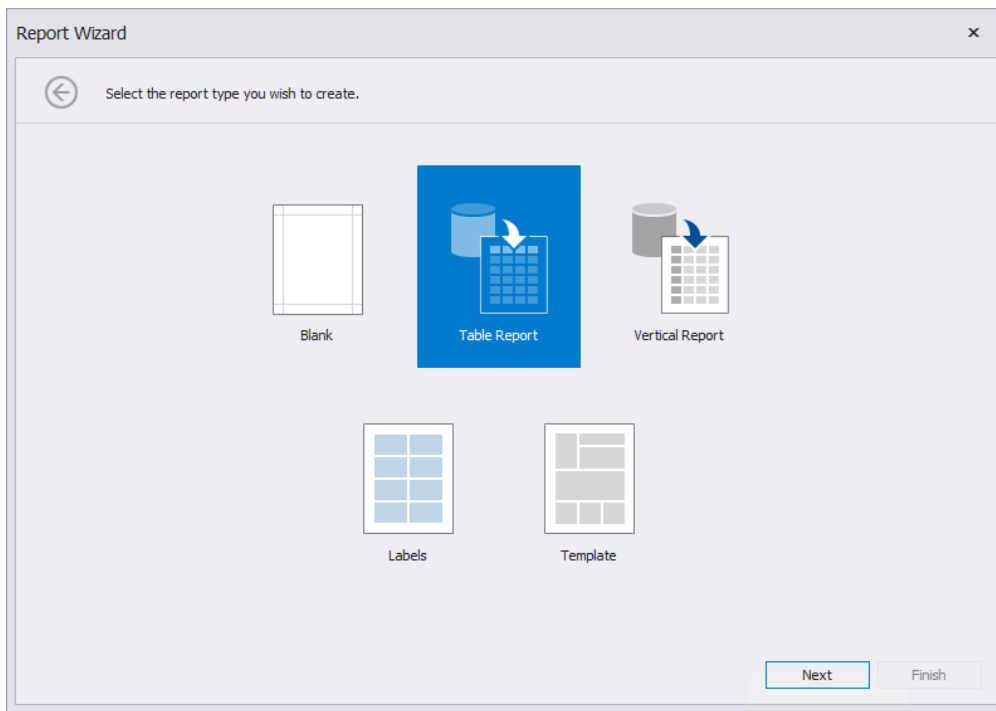 Report Wizard
Select the report type you wish to create.
Blank
Table Report
Vertical Report
Labels
Template
Next
Finish